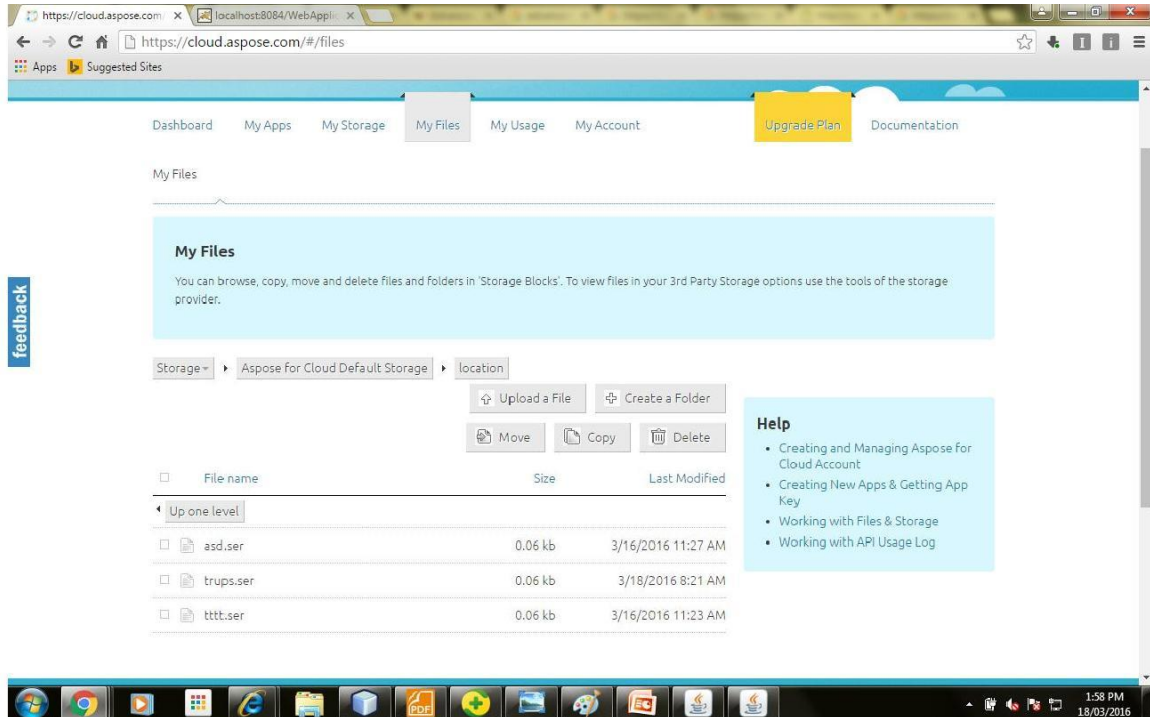 https://cloud.aspose.com
localhost:8084/WebApplic
https://cloud.aspose.com/#/files
Apps Suggested Sites
Dashboard My Apps My Storage My Files My Usage My Account Upgrade Plan Documentation
My Files
My Files
You can browse, copy, move and delete files and folders in 'Storage Blocks'. To view files in your 3rd Party Storage options use the tools of the storage
provider.
feedback
Storage Aspose for Cloud Default Storage location
Upload a File Create a Folder
Move Copy Delete
File name Size Last Modified
Up one level
asd.ser 0.06 kb 3/16/2016 11:27 AM
trups.ser 0.06 kb 3/18/2016 8:21 AM
tttt.ser 0.06 kb 3/16/2016 11:23 AM
Help
Creating and Managing Aspose for
Cloud Account
Creating New Apps & Getting App
Key
Working with Files & Storage
Working with API Usage Log
PDF
1:58 PM
18/03/2016